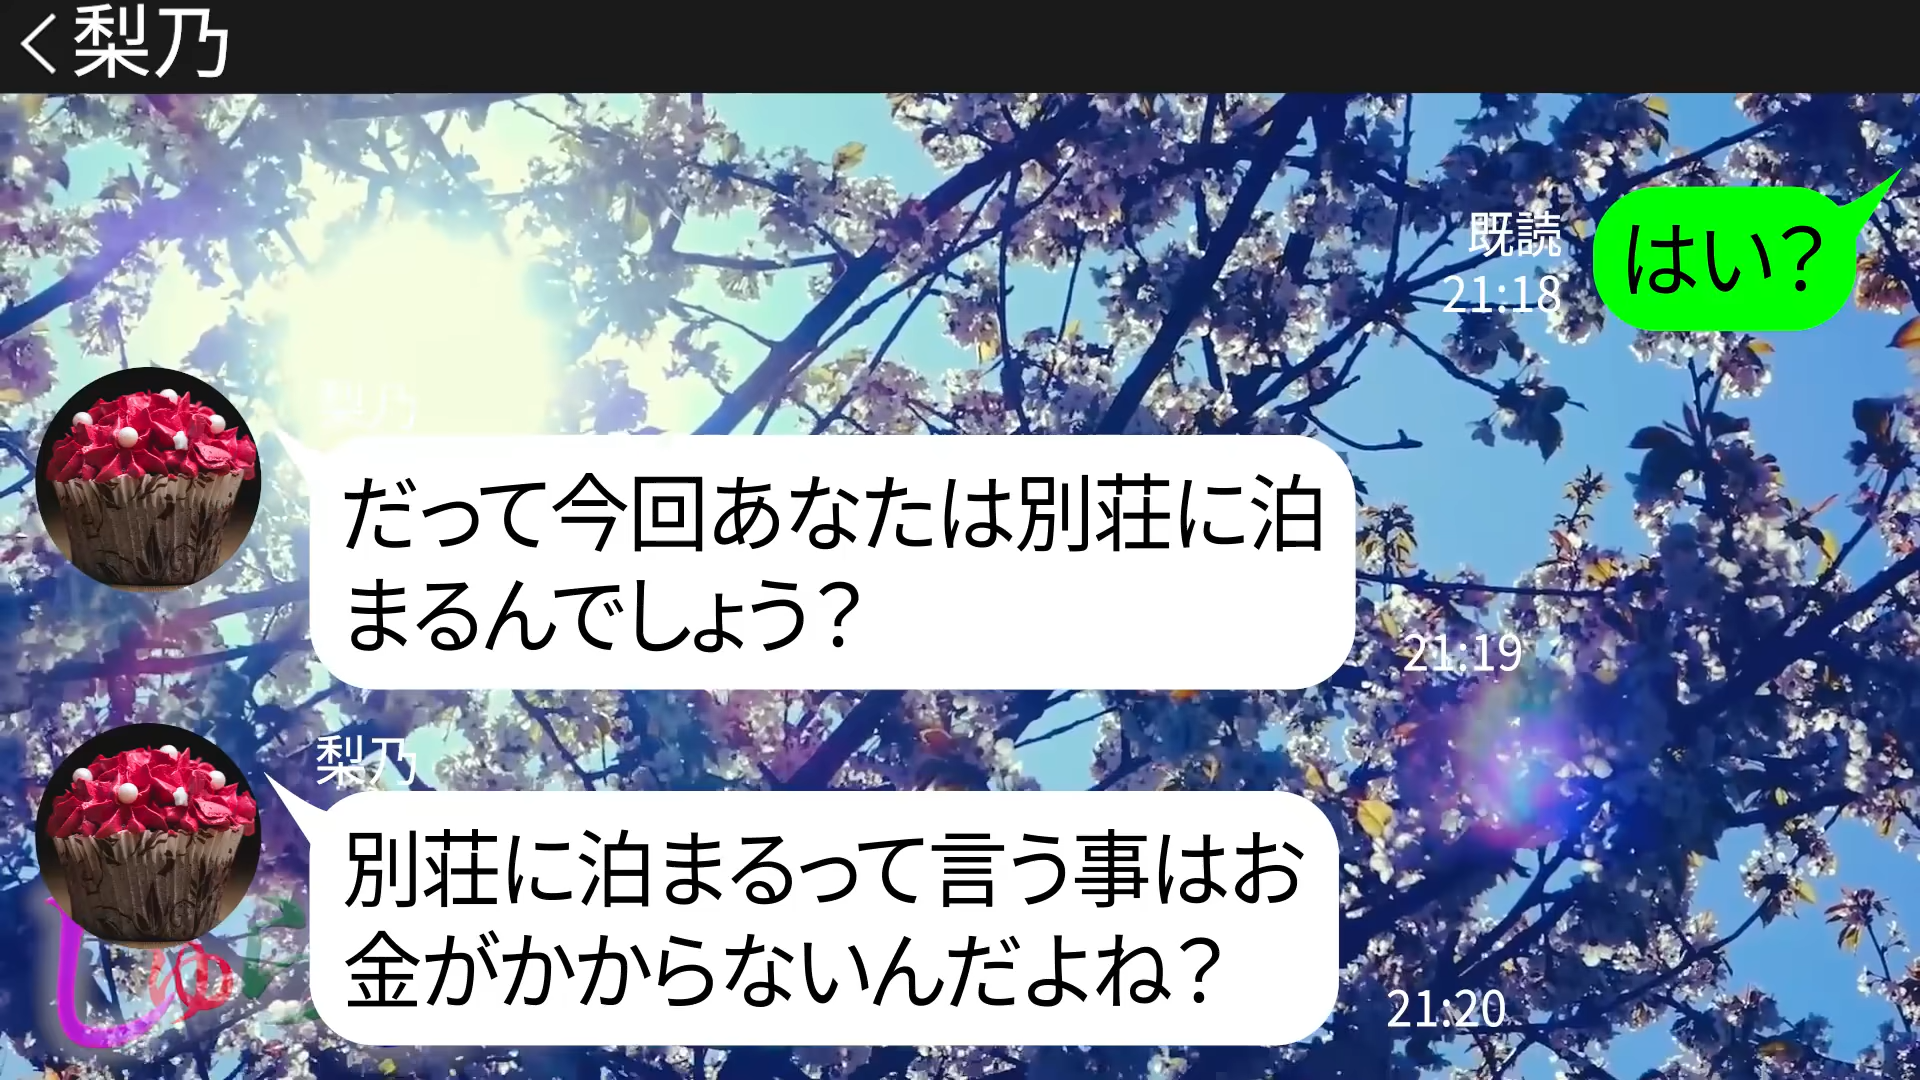 梨乃
はい？
既読
21:18
梨乃
だって今回あなたは別荘に泊
まるんでしょう？
21:19
梨乃
別荘に泊まるって言う事はお
金がかからないんだよね？
21:20
しゅに